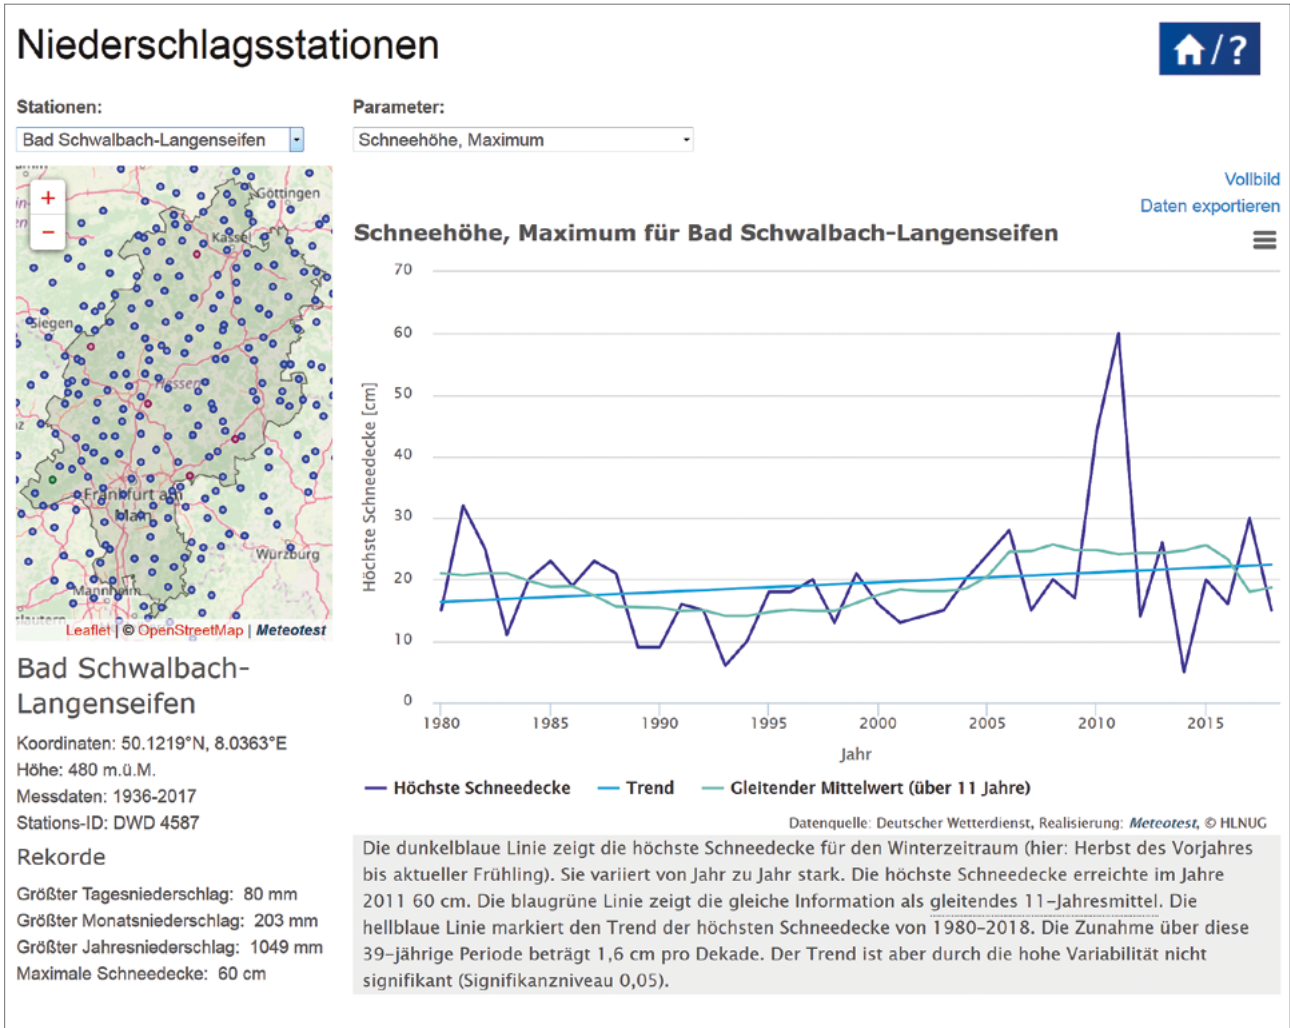 Niederschlagsstationen
/ ?
Stationen:
Parameter:
Bad Schwalbach-Langenseifen
Schneehöhe, Maximum
Vollbild
Daten exportieren
+
−
Göttingen
Kassel
Siegen
Hessen
Frankfurt am
Main
Würzburg
Mannheim
Leaflet | © OpenStreetMap | Meteotest
Schneehöhe, Maximum für Bad Schwalbach-Langenseifen
Höchste Schneedecke [cm]
70
60
50
40
30
20
10
0
1980 1985 1990 1995 2000 2005 2010 2015
Jahr
Höchste Schneedecke Trend Gleitender Mittelwert (über 11 Jahre)
Datenquelle: Deutscher Wetterdienst, Realisierung: Meteotest, © HLNUG
Bad Schwalbach-
Langenseifen
Koordinaten: 50.1219°N, 8.0363°E
Höhe: 480 m.ü.M.
Messdaten: 1936-2017
Stations-ID: DWD 4587
Rekorde
Größter Tagesniederschlag: 80 mm
Größter Monatsniederschlag: 203 mm
Größter Jahresniederschlag: 1049 mm
Maximale Schneedecke: 60 cm
Die dunkelblaue Linie zeigt die höchste Schneedecke für den Winterzeitraum (hier: Herbst des Vorjahres
bis aktueller Frühling). Sie variiert von Jahr zu Jahr stark. Die höchste Schneedecke erreichte im Jahre
2011 60 cm. Die blaugrüne Linie zeigt die gleiche Information als gleitendes 11-Jahresmittel. Die
hellblaue Linie markiert den Trend der höchsten Schneedecke von 1980-2018. Die Zunahme über diese
39-jährige Periode beträgt 1,6 cm pro Dekade. Der Trend ist aber durch die hohe Variabilität nicht
signifikant (Signifikanzniveau 0,05).